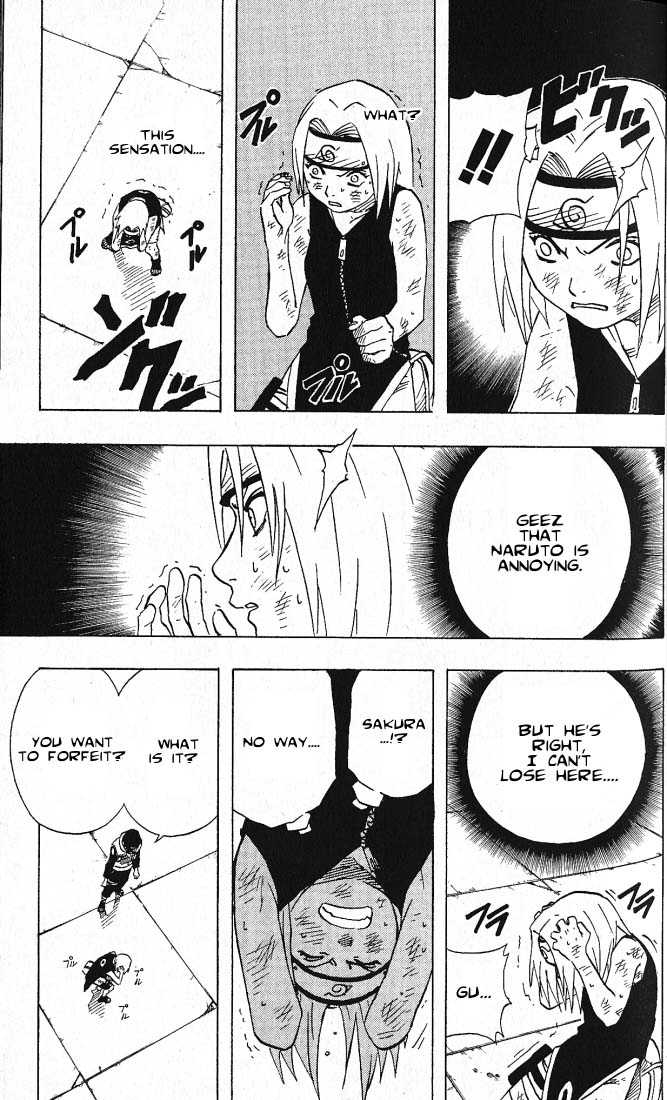 ビクッ
!!
WHAT?
プル
プル
THIS
SENSATION....
プル
プル
ゾクッ
GEEZ
THAT
NARUTO IS
ANNOYING.
BUT HE'S
RIGHT,
I CAN'T
LOSE HERE....
クラ
クラ
GU...
SAKURA
...!?
NO WAY....
WHAT
IS IT?
YOU WANT
TO FORFEIT?
プル
プル
プル